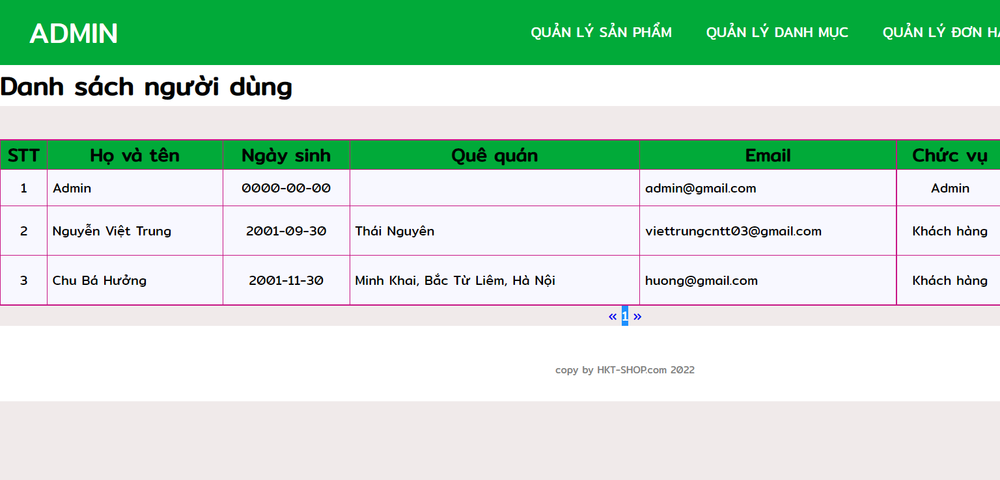 ADMIN QUẢN LÝ SẢN PHẨM QUẢN LÝ DANH MỤC QUẢN LÝ ĐƠN
Danh sách người dùng
STT Họ và tên Ngày sinh Quê quán Email Chức vụ
1 Admin 0000-00-00 admin@gmail.com Admin
2 Nguyễn Việt Trung 2001-09-30 Thái Nguyên viettrungcntt03@gmail.com Khách hàng
3 Chu Bá Hưởng 2001-11-30 Minh Khai, Bắc Từ Liêm, Hà Nội huong@gmail.com Khách hàng
« 1 »
copy by HKT-SHOP.com 2022